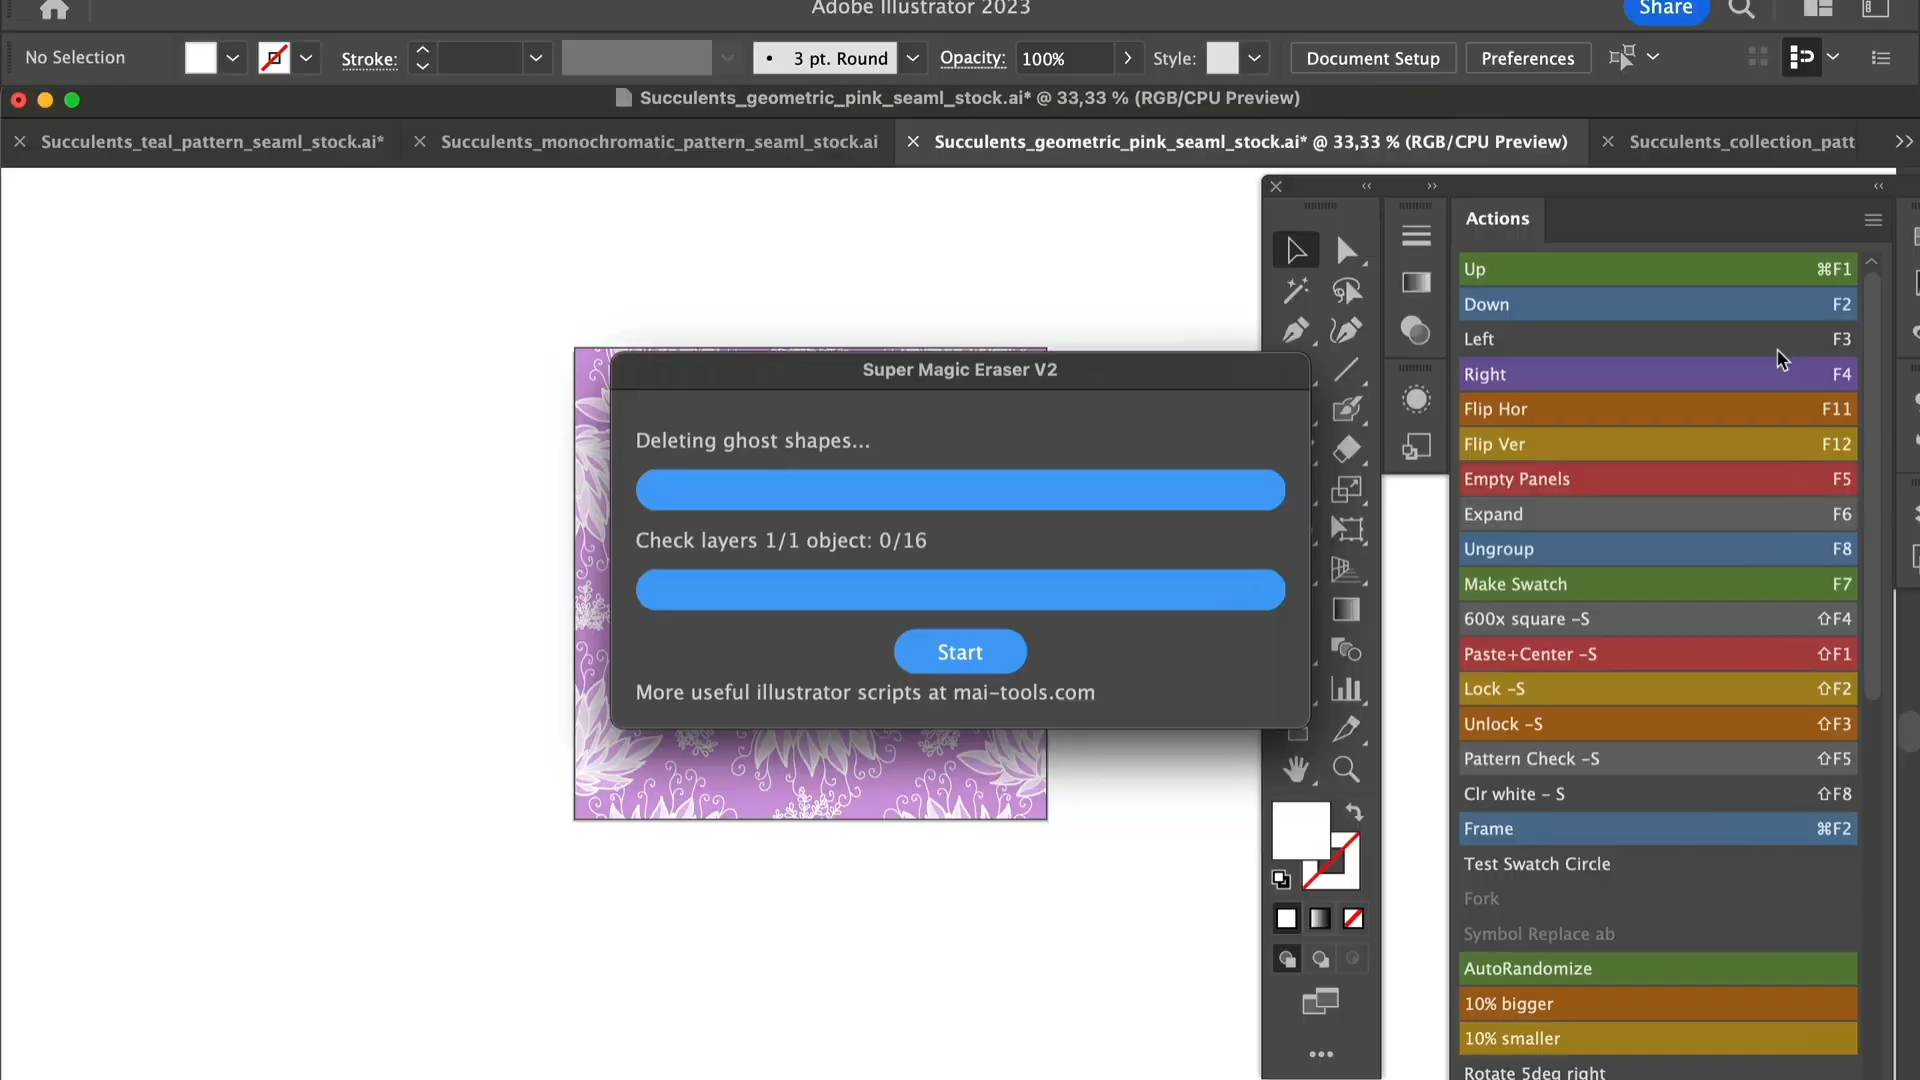 Adobe Illustrator 2023
Share
No Selection
Stroke:
3 pt. Round
Opacity:
100%
Style:
Document Setup
Preferences
Succulents_geometric_pink_seaml_stock.ai* @ 33,33 % (RGB/CPU Preview)
Succulents_teal_pattern_seaml_stock.ai*
Succulents_monochromatic_pattern_seaml_stock.ai
Succulents_geometric_pink_seaml_stock.ai* @ 33,33 % (RGB/CPU Preview)
Succulents_collection_patt
Super Magic Eraser V2
Deleting ghost shapes...
Check layers 1/1 object: 0/16
Start
More useful illustrator scripts at mai-tools.com
Actions
Up ⌘F1
Down F2
Left F3
Right F4
Flip Hor F11
Flip Ver F12
Empty Panels F5
Expand F6
Ungroup F8
Make Swatch F7
600x square -S ⇧F4
Paste+Center -S ⇧F1
Lock -S ⇧F2
Unlock -S ⇧F3
Pattern Check -S ⇧F5
Clr white - S ⇧F8
Frame ⌘F2
Test Swatch Circle
Fork
Symbol Replace ab
AutoRandomize
10% bigger
10% smaller
Rotate 5deg right